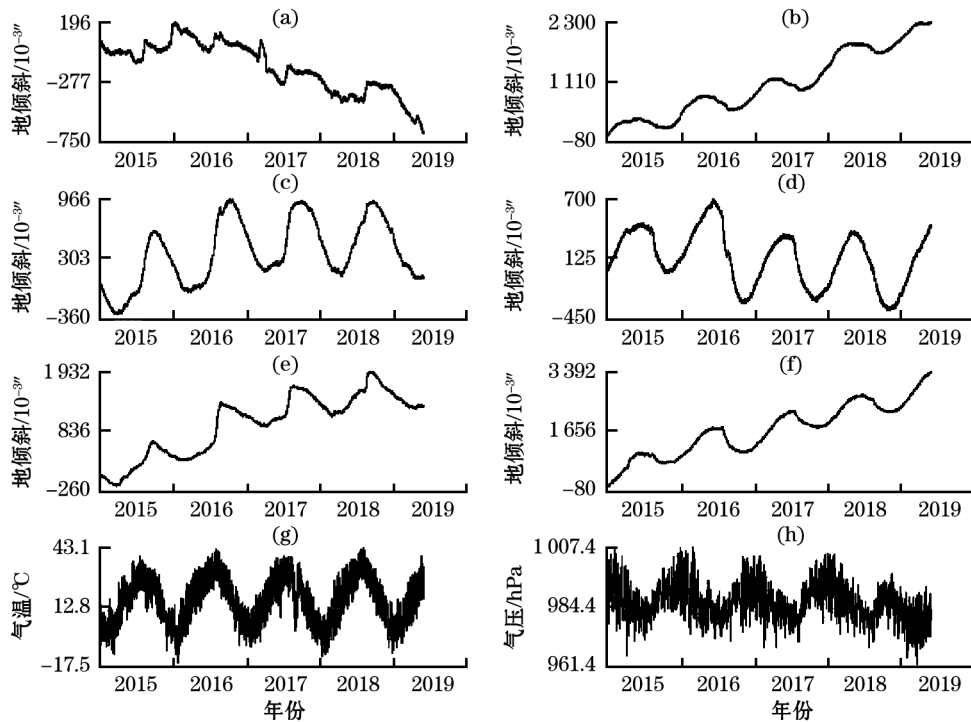 (a)
地倾斜/10⁻³″
196
−277
−750
2015 2016 2017 2018 2019
(b)
地倾斜/10⁻³″
2 300
1 110
−80
2015 2016 2017 2018 2019
(c)
地倾斜/10⁻³″
966
303
−360
2015 2016 2017 2018 2019
(d)
地倾斜/10⁻³″
700
125
−450
2015 2016 2017 2018 2019
(e)
地倾斜/10⁻³″
1 932
836
−260
2015 2016 2017 2018 2019
(f)
地倾斜/10⁻³″
3 392
1 656
−80
2015 2016 2017 2018 2019
(g)
气温/℃
43.1
12.8
−17.5
2015 2016 2017 2018 2019
年份
(h)
气压/hPa
1 007.4
984.4
961.4
2015 2016 2017 2018 2019
年份